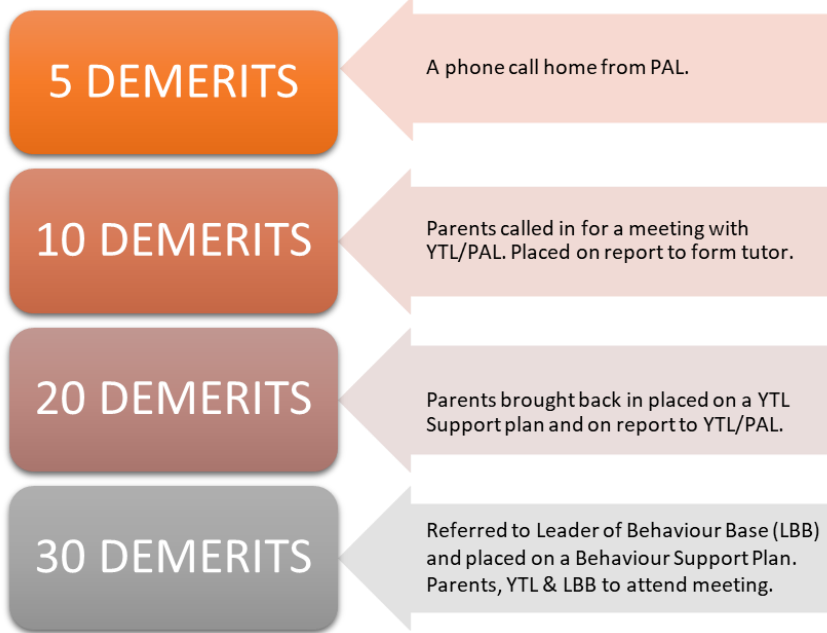 5 DEMERITS
A phone call home from PAL.
10 DEMERITS
Parents called in for a meeting with
YTL/PAL. Placed on report to form tutor.
20 DEMERITS
Parents brought back in placed on a YTL
Support plan and on report to YTL/PAL.
30 DEMERITS
Referred to Leader of Behaviour Base (LBB)
and placed on a Behaviour Support Plan.
Parents, YTL & LBB to attend meeting.